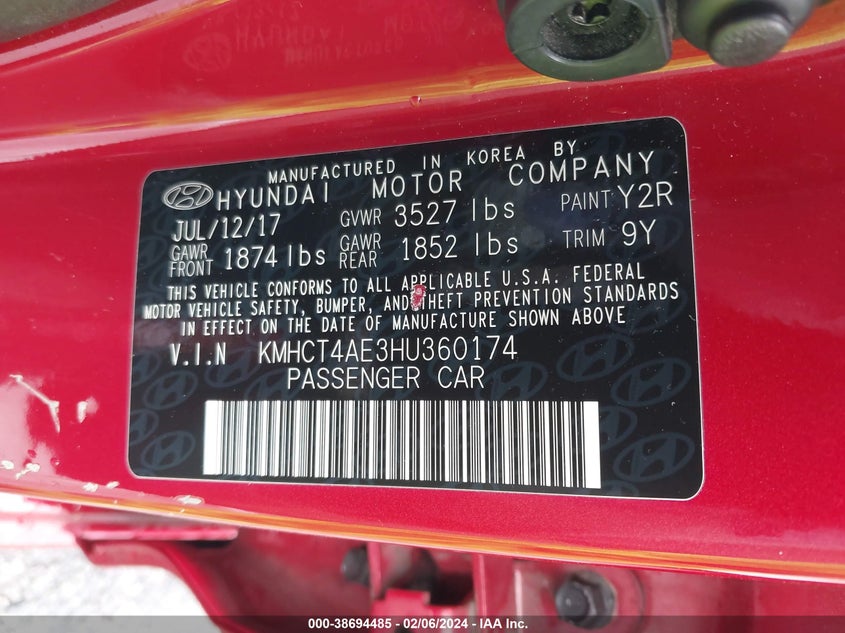 MANUFACTURED IN KOREA BY
HYUNDAI MOTOR COMPANY
JUL/12/17 GVWR 3527 lbs PAINT Y2R
GAWR FRONT 1874 lbs GAWR REAR 1852 lbs TRIM 9Y
THIS VEHICLE CONFORMS TO ALL APPLICABLE U.S.A. FEDERAL
MOTOR VEHICLE SAFETY, BUMPER, AND THEFT PREVENTION STANDARDS
IN EFFECT ON THE DATE OF MANUFACTURE SHOWN ABOVE
V.I.N KMHCT4AE3HU360174
PASSENGER CAR
000-38694485 - 02/06/2024 - IAA, Inc.